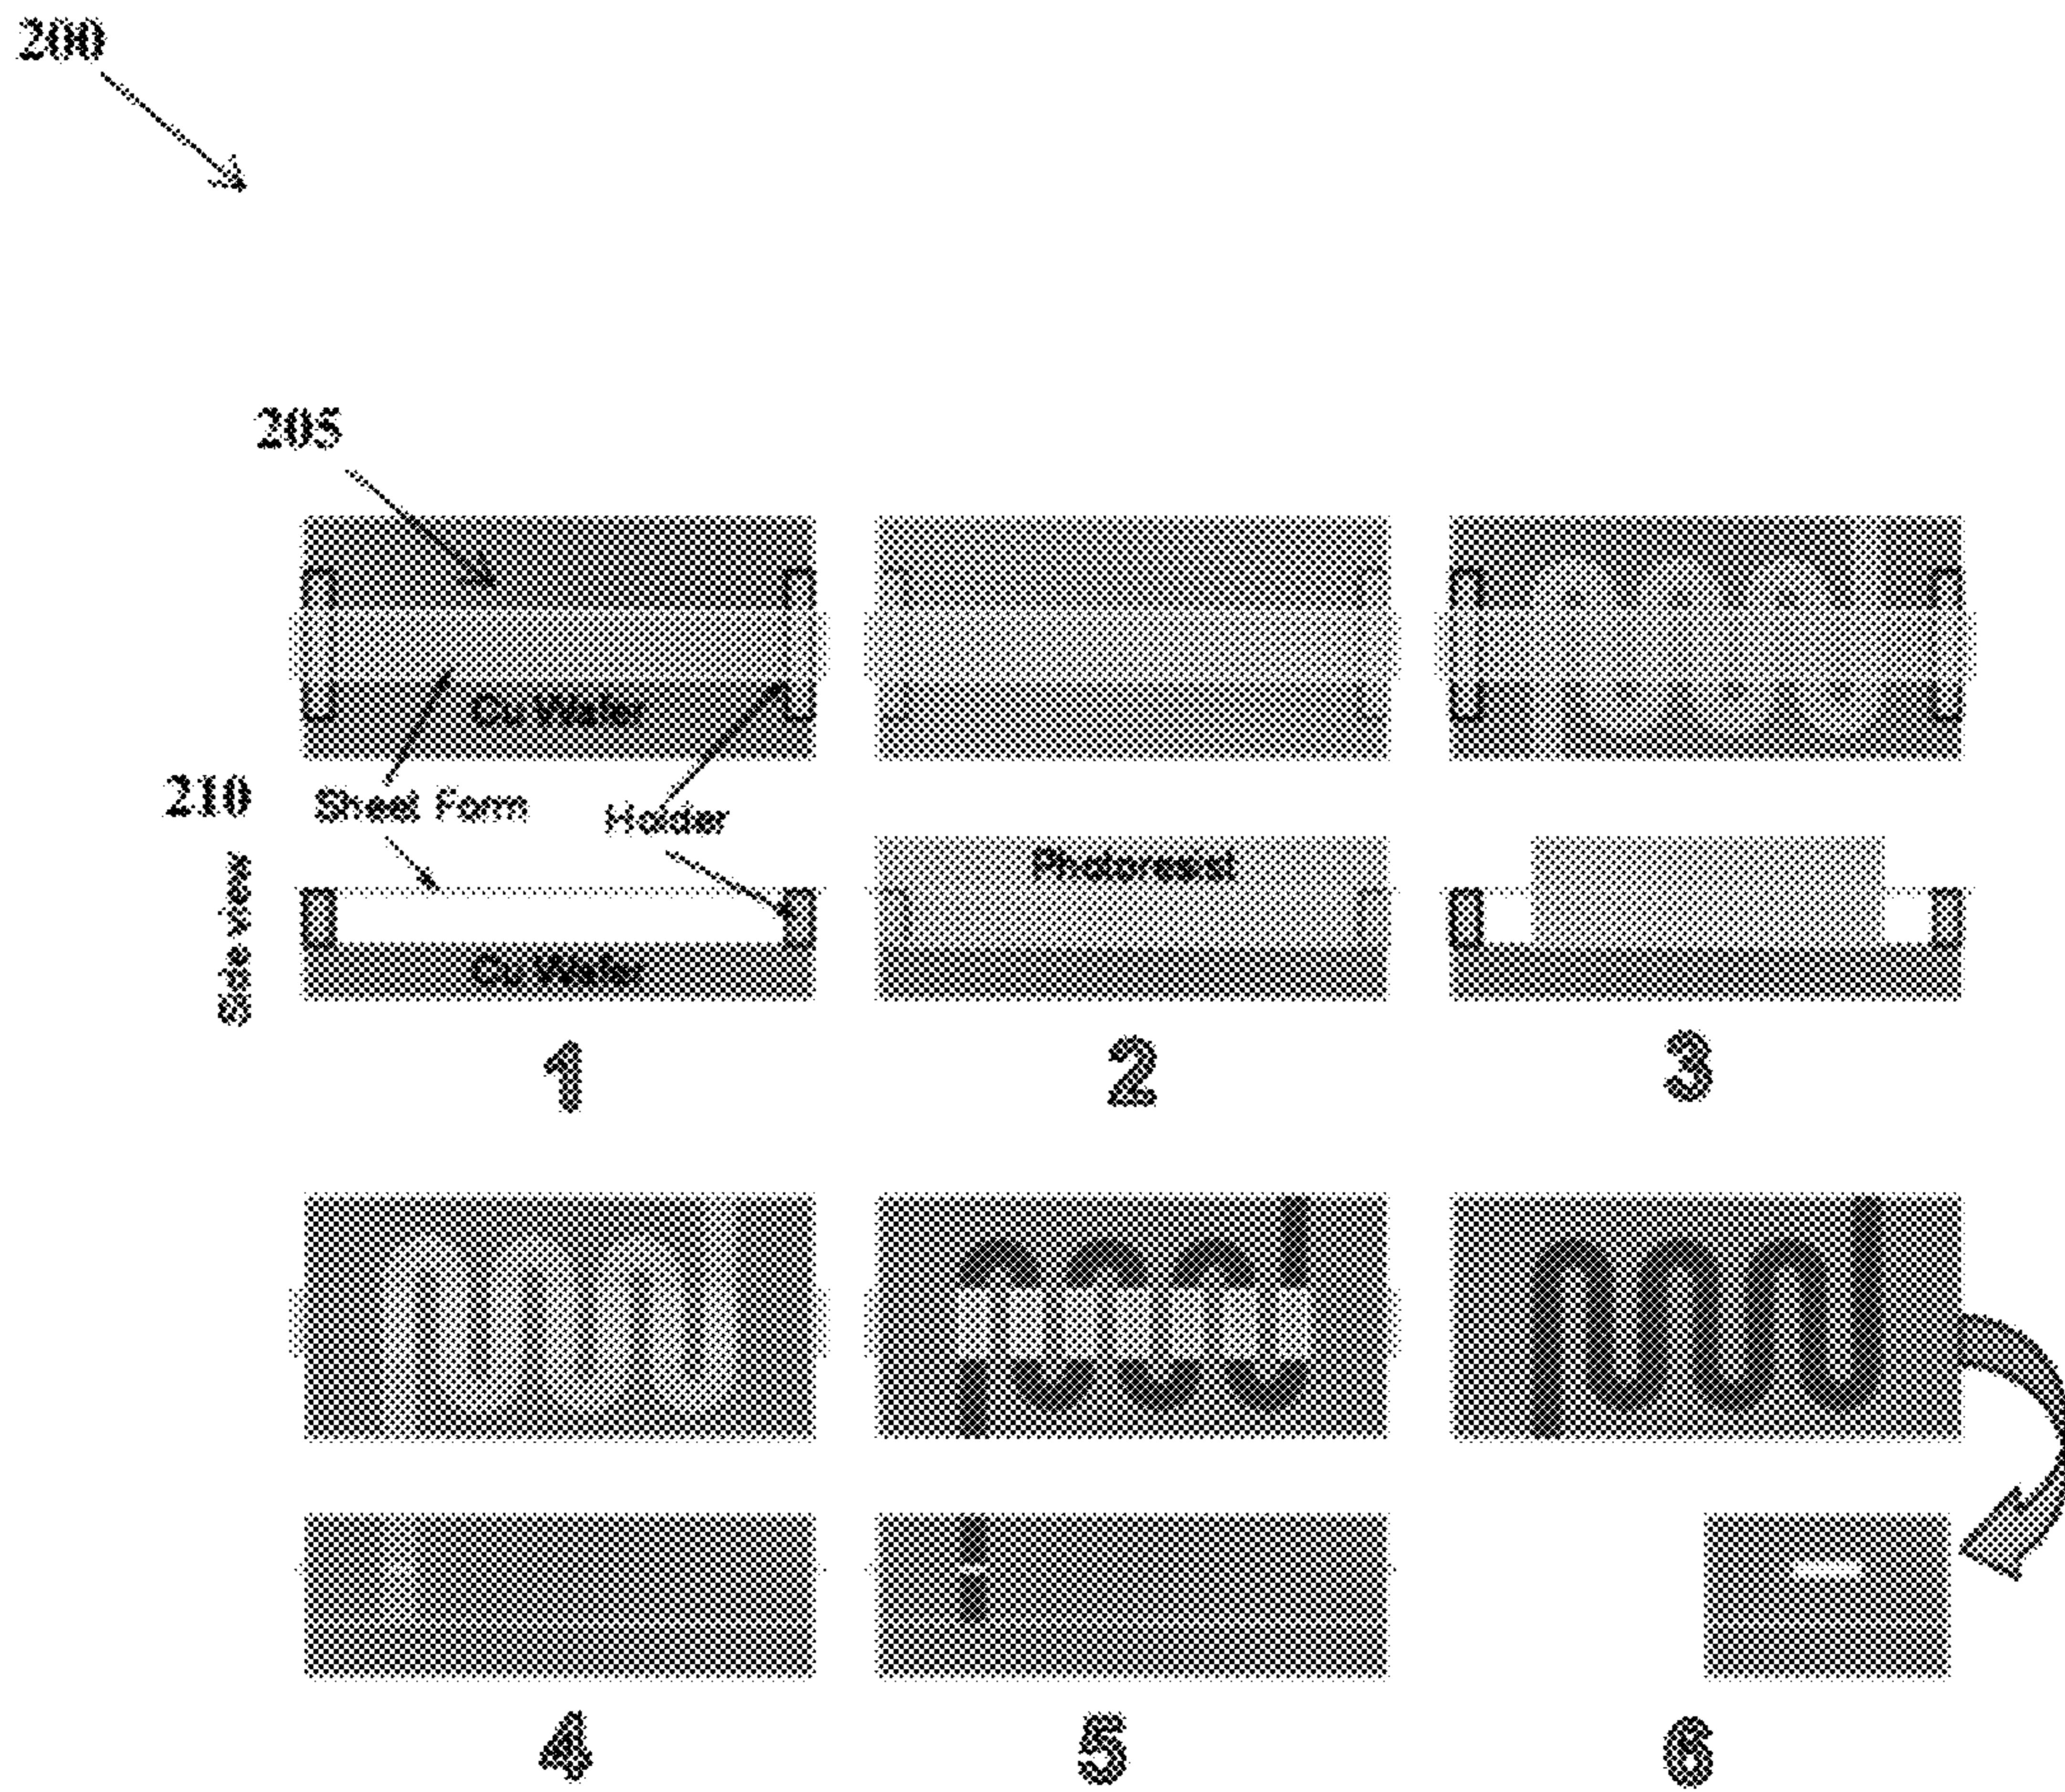 200
205
Cu Wafer
210
Sheet Form
Holder
Side view
Photoresist
Cu Wafer
1
2
3
4
5
6